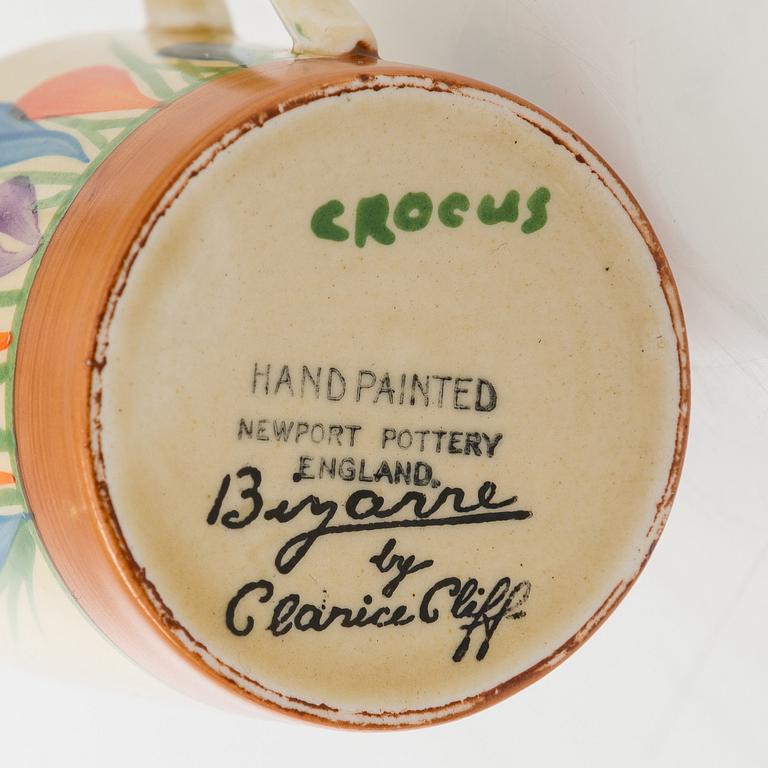 CROCUS
HAND PAINTED
NEWPORT POTTERY
ENGLAND.
Bizarre
by
Clarice Cliff